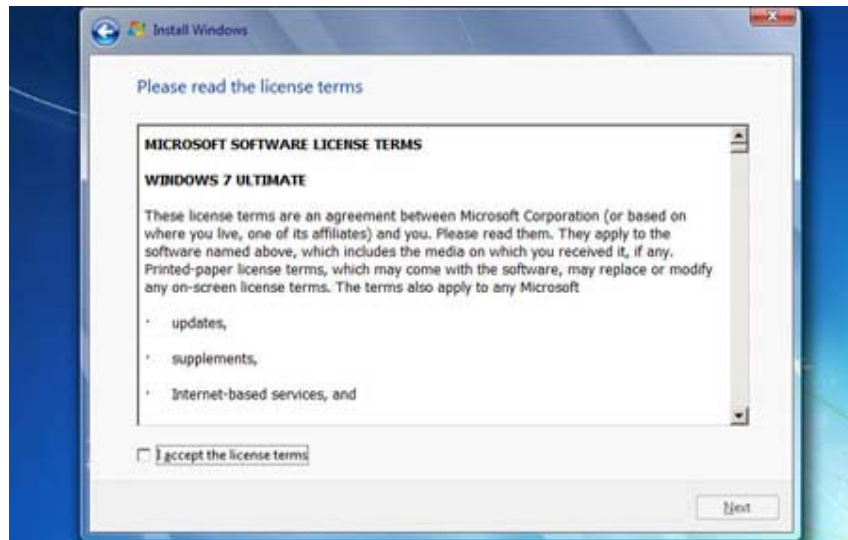 Install Windows
Please read the license terms
MICROSOFT SOFTWARE LICENSE TERMS
WINDOWS 7 ULTIMATE
These license terms are an agreement between Microsoft Corporation (or based on
where you live, one of its affiliates) and you. Please read them. They apply to the
software named above, which includes the media on which you received it, if any.
Printed-paper license terms, which may come with the software, may replace or modify
any on-screen license terms. The terms also apply to any Microsoft
· updates,
· supplements,
· Internet-based services, and
I accept the license terms
Next